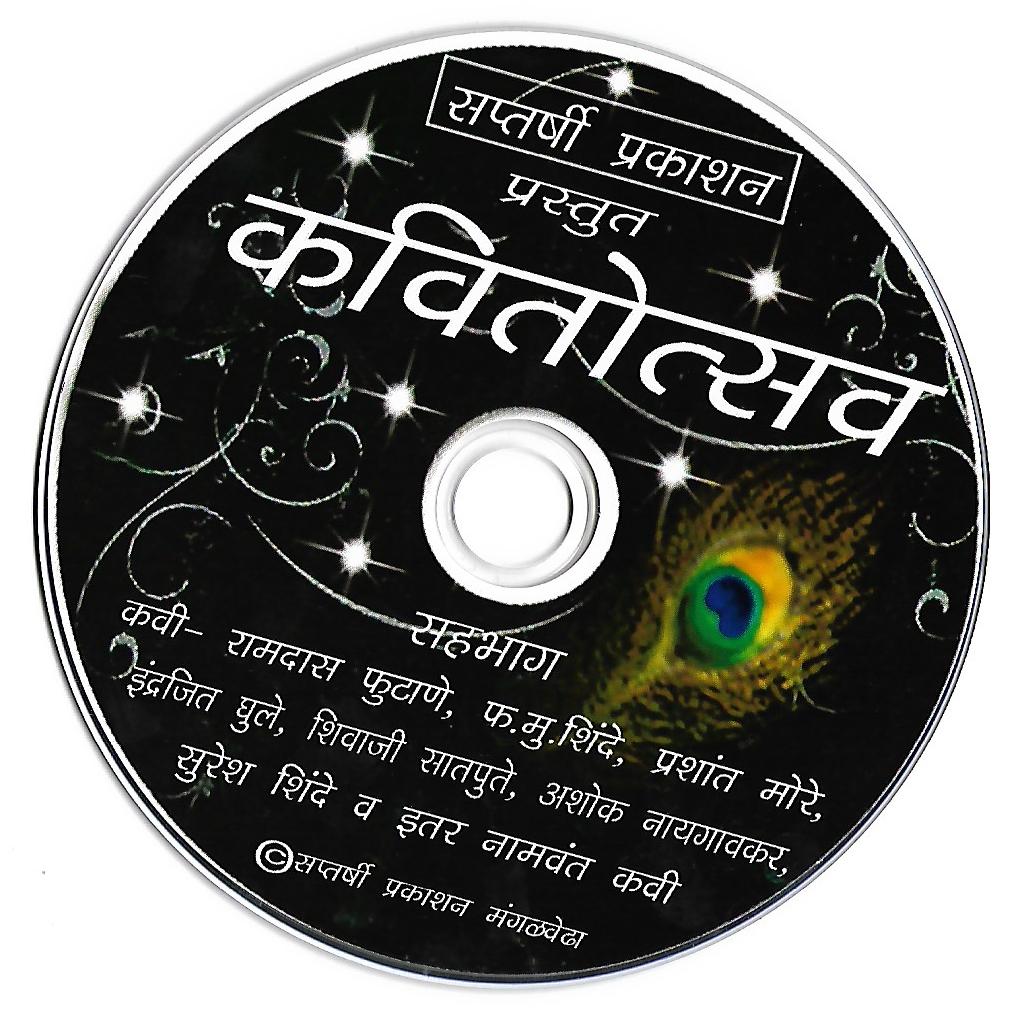 सप्तर्षी प्रकाशन
प्रस्तुत
कवितोत्सव
सहभाग
कवी- रामदास फुटाणे, फ.मु.शिंदे, प्रशांत मोरे,
इंद्रजित घुले, शिवाजी सातपुते, अशोक नायगावकर,
सुरेश शिंदे व इतर नामवंत कवी
©सप्तर्षी प्रकाशन मंगळवेढा